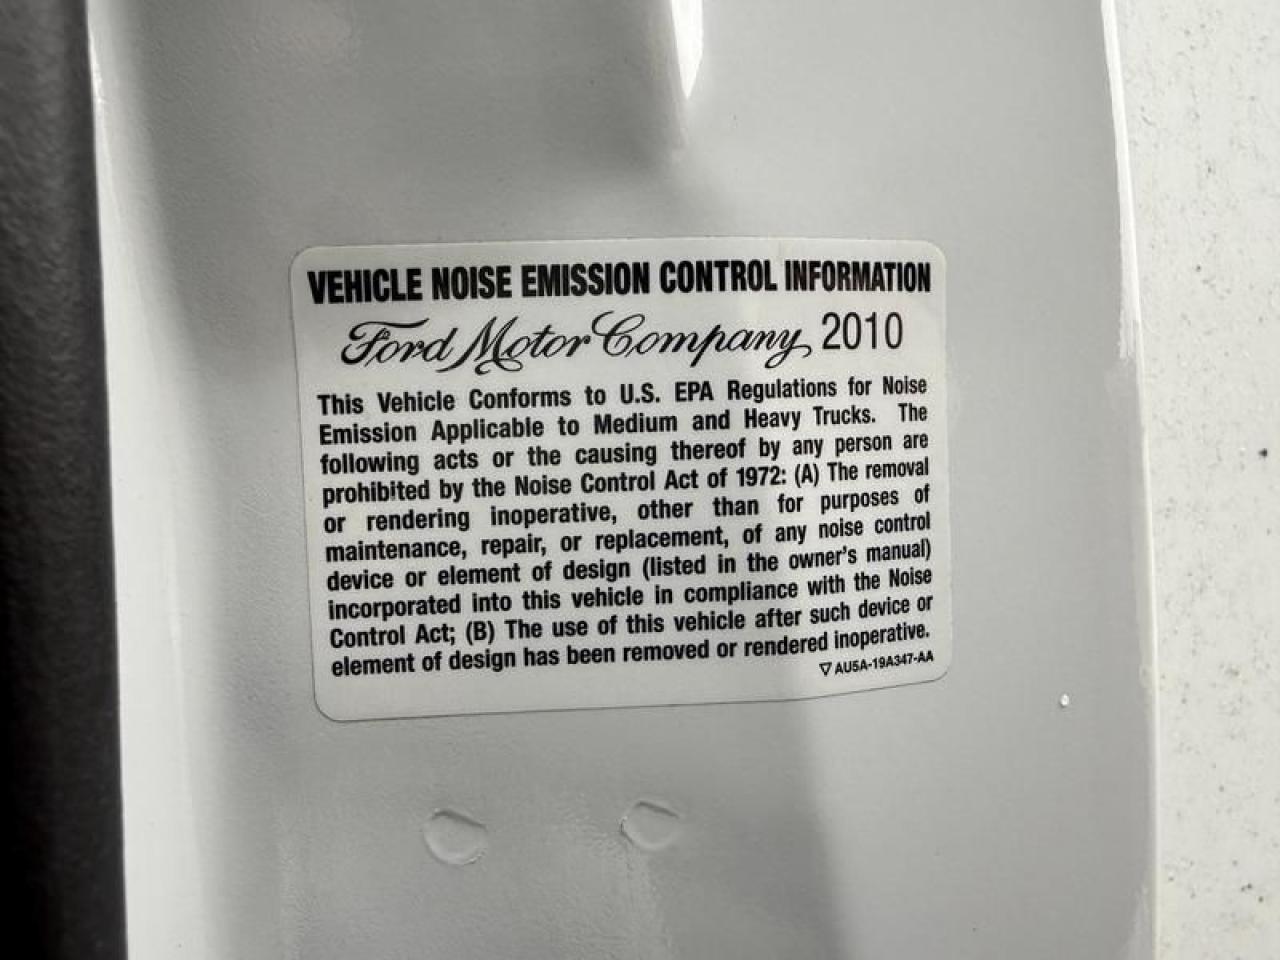 VEHICLE NOISE EMISSION CONTROL INFORMATION
Ford Motor Company 2010
This Vehicle Conforms to U.S. EPA Regulations for Noise
Emission Applicable to Medium and Heavy Trucks. The
following acts or the causing thereof by any person are
prohibited by the Noise Control Act of 1972: (A) The removal
or rendering inoperative, other than for purposes of
maintenance, repair, or replacement, of any noise control
device or element of design (listed in the owner's manual)
incorporated into this vehicle in compliance with the Noise
Control Act; (B) The use of this vehicle after such device or
element of design has been removed or rendered inoperative.
▽ AU5A-19A347-AA